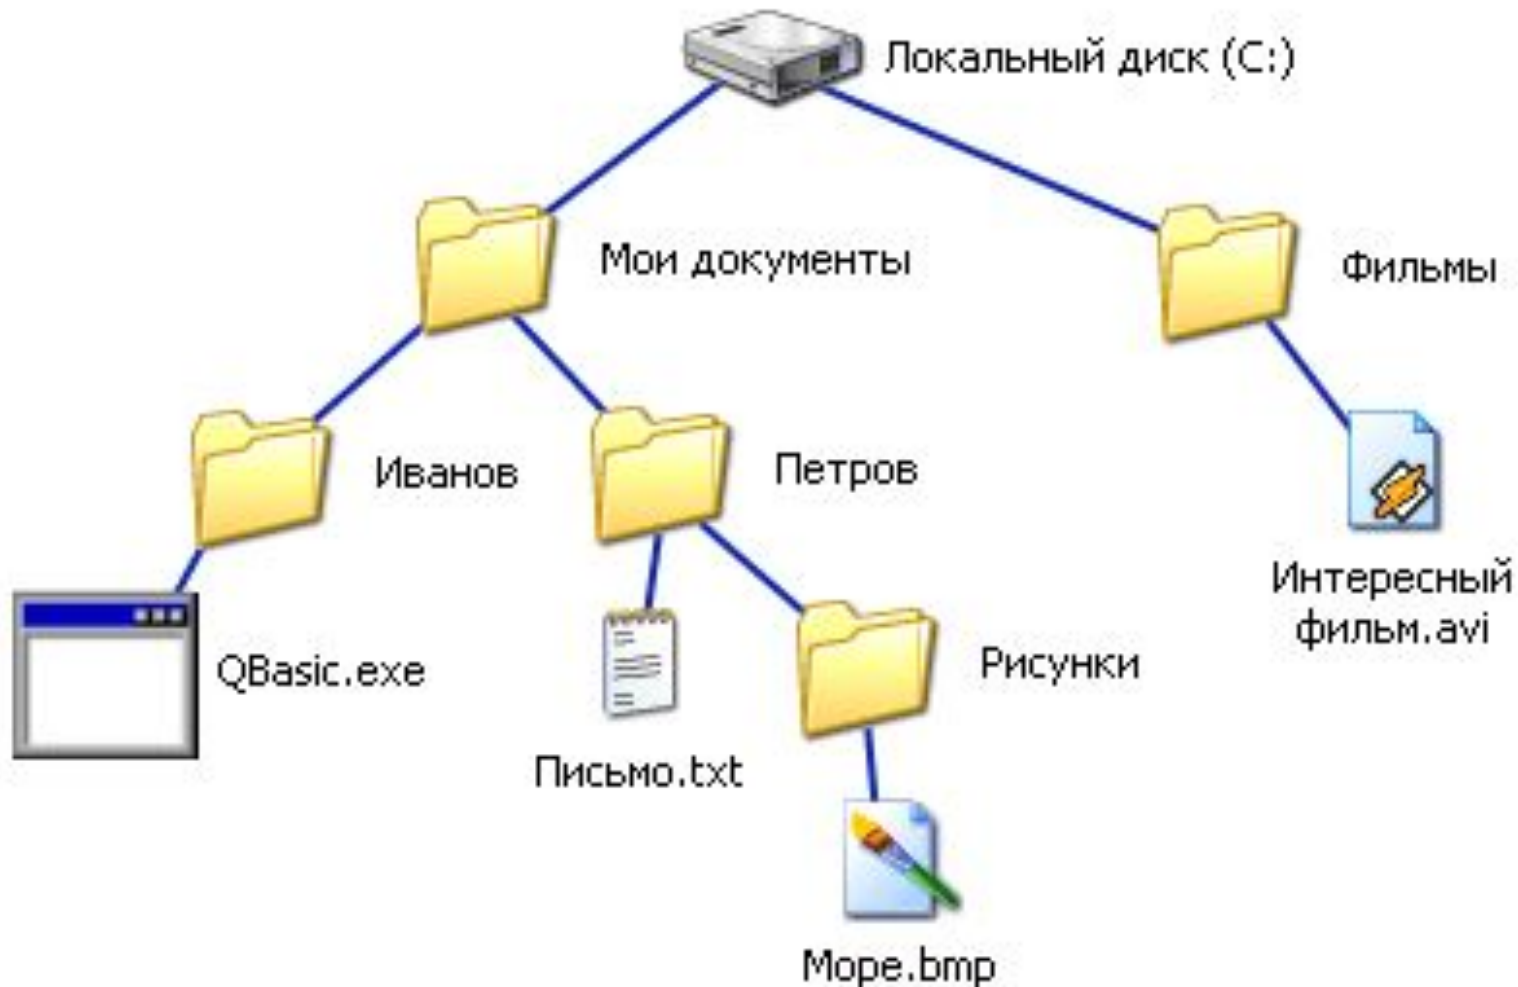 Локальный диск (C:)
Мои документы
Фильмы
Иванов
Петров
Интересный
фильм.avi
QBasic.exe
Рисунки
Письмо.txt
Море.bmp